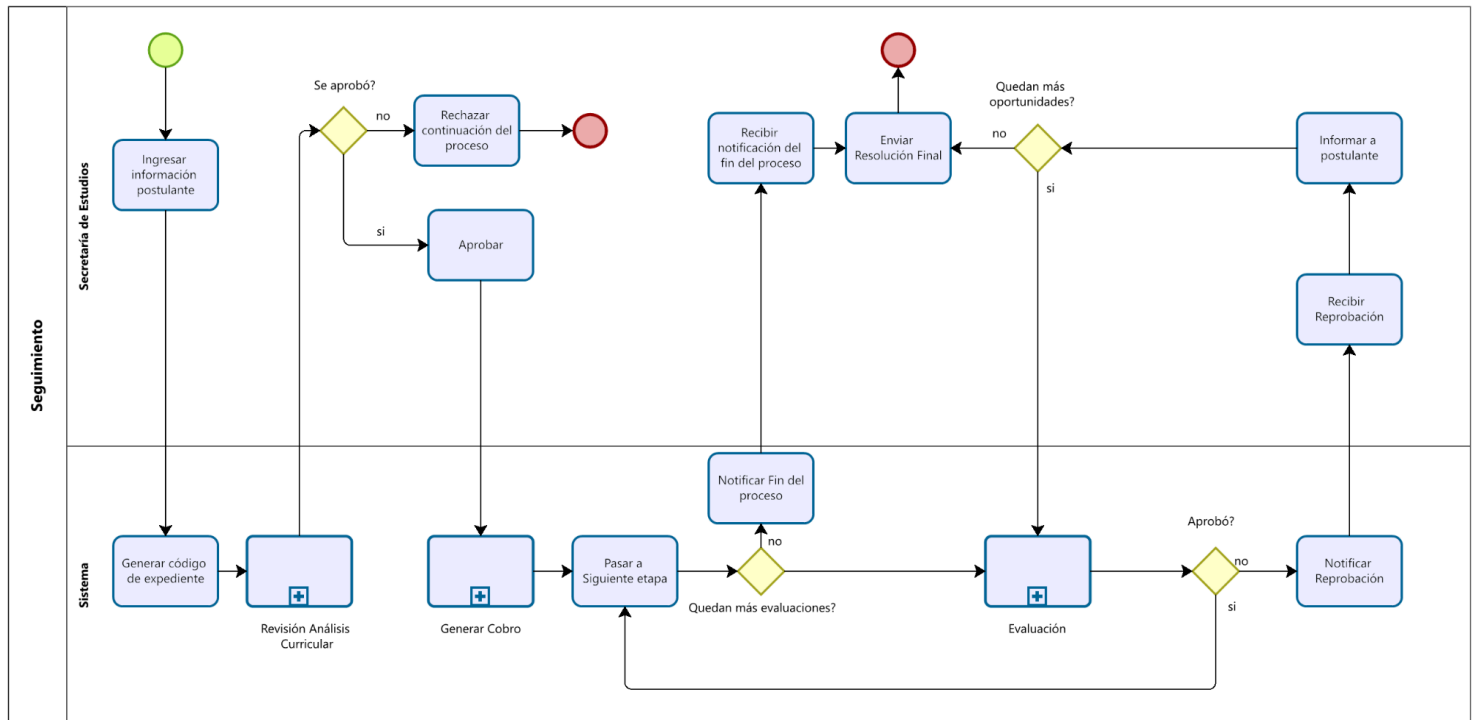 Seguimiento
Secretaría de Estudios
Ingresar
información
postulante
Se aprobó?
no
si
Rechazar
continuación del
proceso
Aprobar
Recibir
notificación del
fin del proceso
Enviar
Resolución Final
Quedan más
oportunidades?
no
si
Informar a
postulante
Recibir
Reprobación
Sistema
Generar código
de expediente
Revisión Análisis
Curricular
Generar Cobro
Pasar a
Siguiente etapa
Notificar Fin del
proceso
no
Quedan más evaluaciones?
Evaluación
Aprobó?
no
si
Notificar
Reprobación